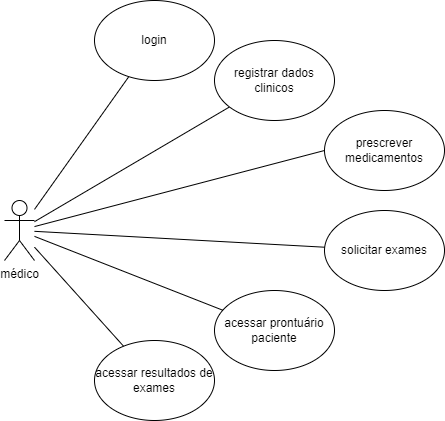 login
registrar dados
clinicos
prescrever
medicamentos
solicitar exames
médico
acessar prontuário
paciente
acessar resultados de
exames